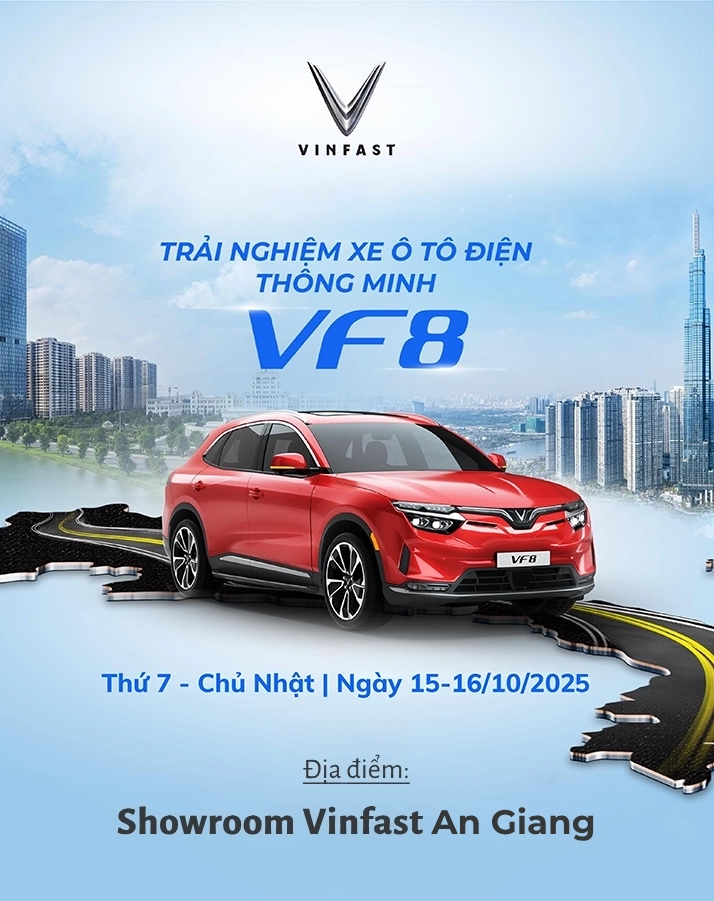 VINFAST
TRẢI NGHIỆM XE Ô TÔ ĐIỆN
THÔNG MINH
VF8
VF8
Thứ 7 - Chủ Nhật | Ngày 15-16/10/2025
Địa điểm:
Showroom Vinfast An Giang